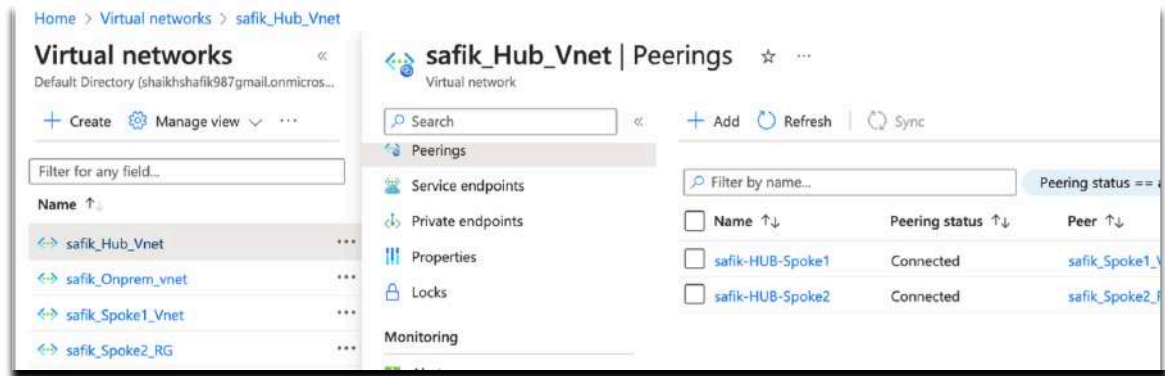 Home > Virtual networks > safik_Hub_Vnet
Virtual networks «
Default Directory (shaikhshafik987gmail.onmicros...
+ Create Manage view ...
Filter for any field...
Name ↑↓
safik_Hub_Vnet ...
safik_Onprem_vnet ...
safik_Spoke1_Vnet ...
safik_Spoke2_RG ...
safik_Hub_Vnet | Peerings ☆ ...
Virtual network
Search «
Peerings
Service endpoints
Private endpoints
Properties
Locks
Monitoring
+ Add Refresh Sync
Filter by name... Peering status ==
Name ↑↓ Peering status ↑↓ Peer ↑↓
safik-HUB-Spoke1 Connected safik_Spoke1_
safik-HUB-Spoke2 Connected safik_Spoke2_